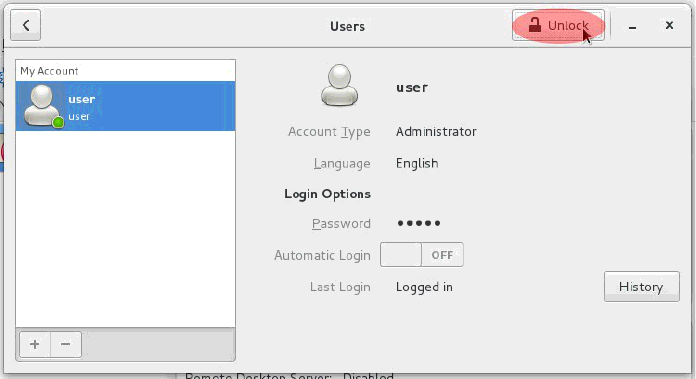 Users
Unlock
My Account
user
user
user
Account Type Administrator
Language English
Login Options
Password •••••
Automatic Login OFF
Last Login Logged in
History
Remote Desktop Server: Disabled